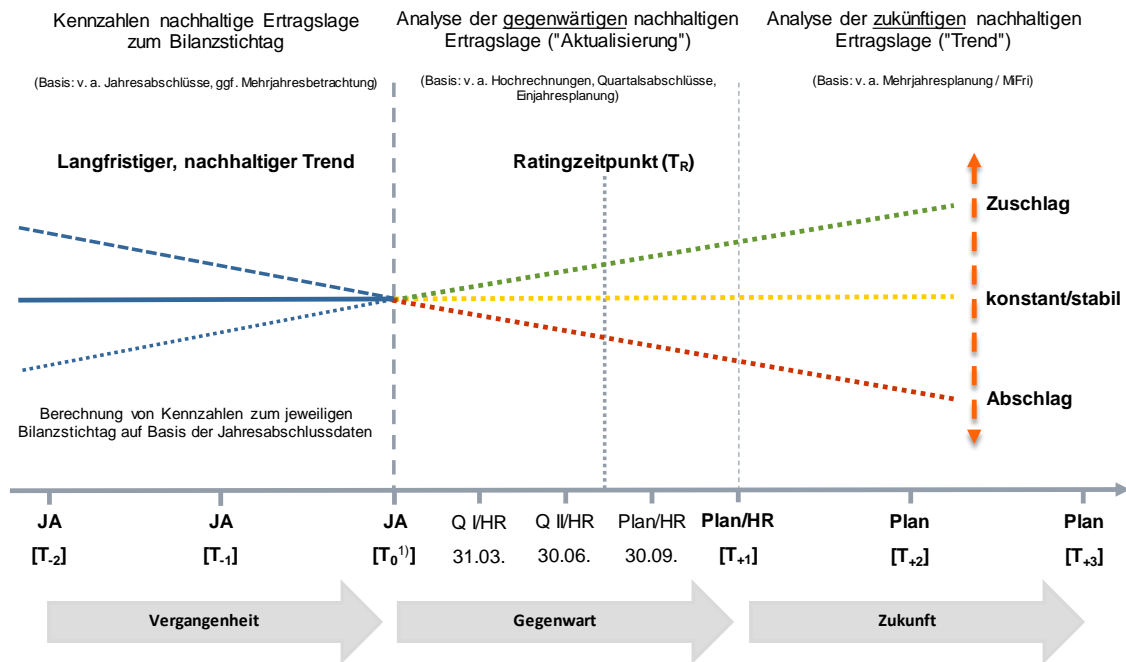 Kennzahlen nachhaltige Ertragslage
zum Bilanzstichtag
(Basis: v. a. Jahresabschlüsse, ggf. Mehrjahresbetrachtung)
Analyse der gegenwärtigen nachhaltigen
Ertragslage ("Aktualisierung")
(Basis: v. a. Hochrechnungen, Quartalsabschlüsse,
Einjahresplanung)
Analyse der zukünftigen nachhaltigen
Ertragslage ("Trend")
(Basis: v. a. Mehrjahresplanung / MiFri)
Langfristiger, nachhaltiger Trend
Ratingzeitpunkt (T_R)
Zuschlag
konstant/stabil
Abschlag
Berechnung von Kennzahlen zum jeweiligen
Bilanzstichtag auf Basis der Jahresabschlussdaten
JA JA JA Q I/HR Q II/HR Plan/HR Plan/HR Plan Plan
[T-2] [T-1] [T0 1)] 31.03. 30.06. 30.09. [T+1] [T+2] [T+3]
Vergangenheit Gegenwart Zukunft